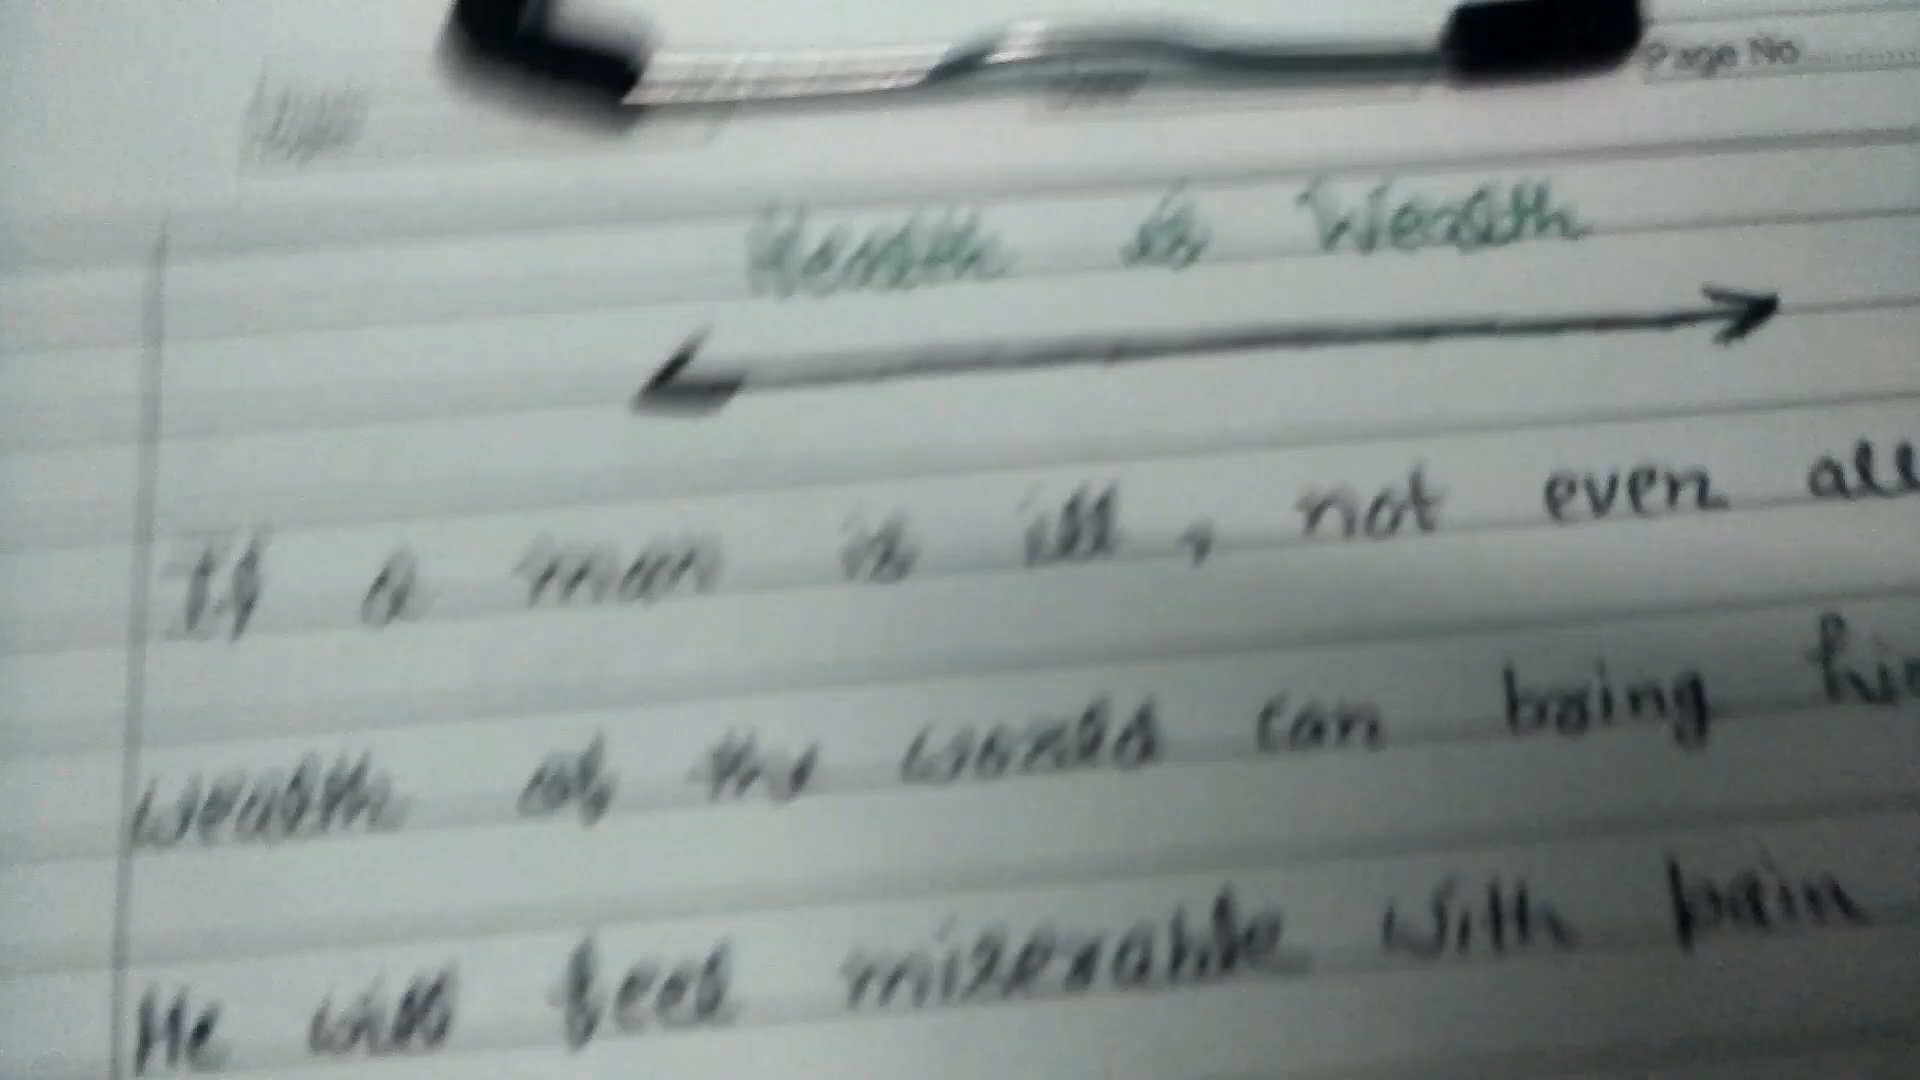 Page No
Health is Wealth
If a man is ill, not even all
wealth of the world can bring
He will feel miserable with pain